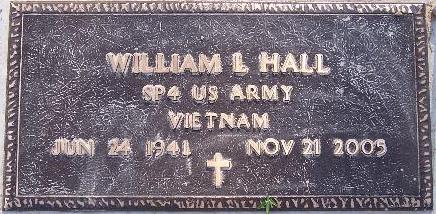 WILLIAM L HALL
SP4 US ARMY
VIETNAM
JUN 24 1941 NOV 21 2005